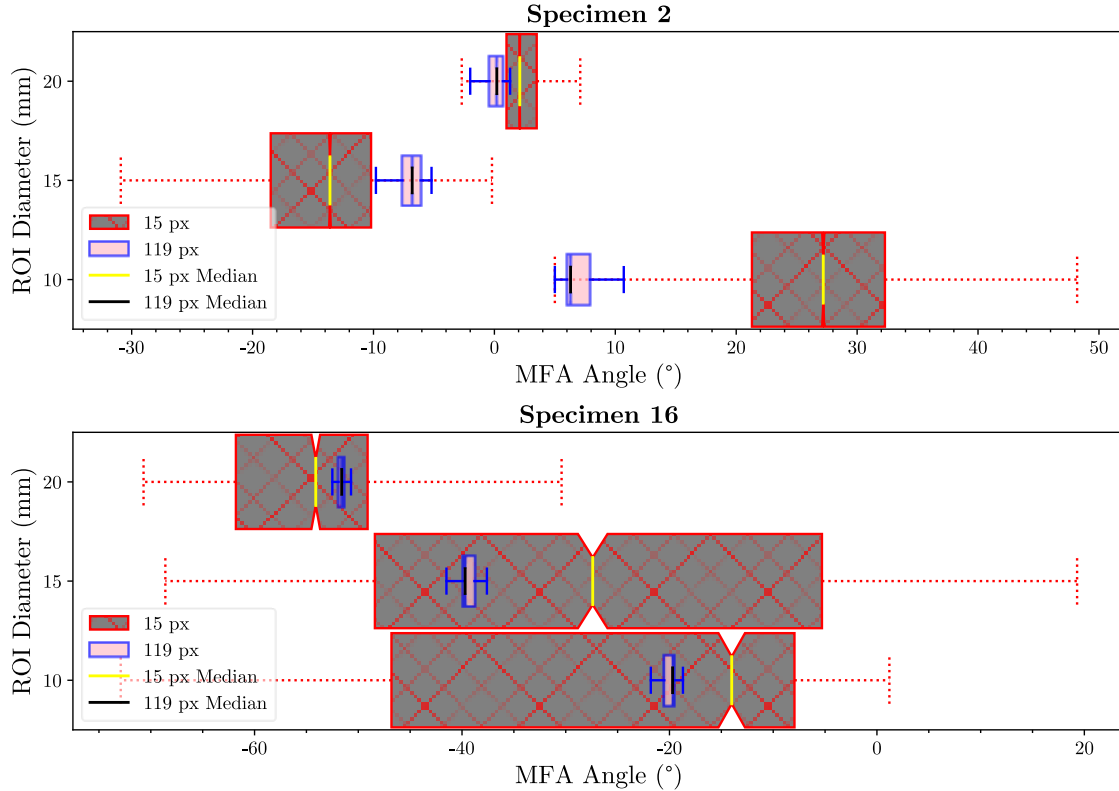 Specimen 2
ROI Diameter (mm)
20
15
10
15 px
119 px
15 px Median
119 px Median
-30 -20 -10 0 10 20 30 40 50
MFA Angle (°)
Specimen 16
ROI Diameter (mm)
20
15
10
15 px
119 px
15 px Median
119 px Median
-60 -40 -20 0 20
MFA Angle (°)